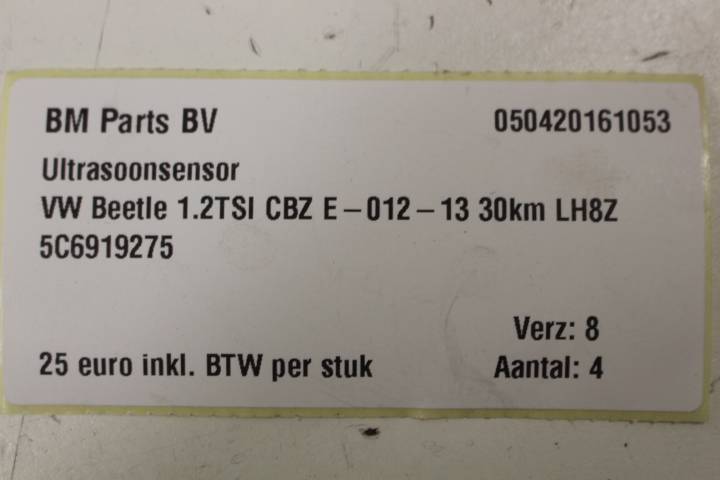 BM Parts BV 050420161053
Ultrasoonsensor
VW Beetle 1.2TSI CBZ E-012-13 30km LH8Z
5C6919275
Verz: 8
25 euro inkl. BTW per stuk Aantal: 4